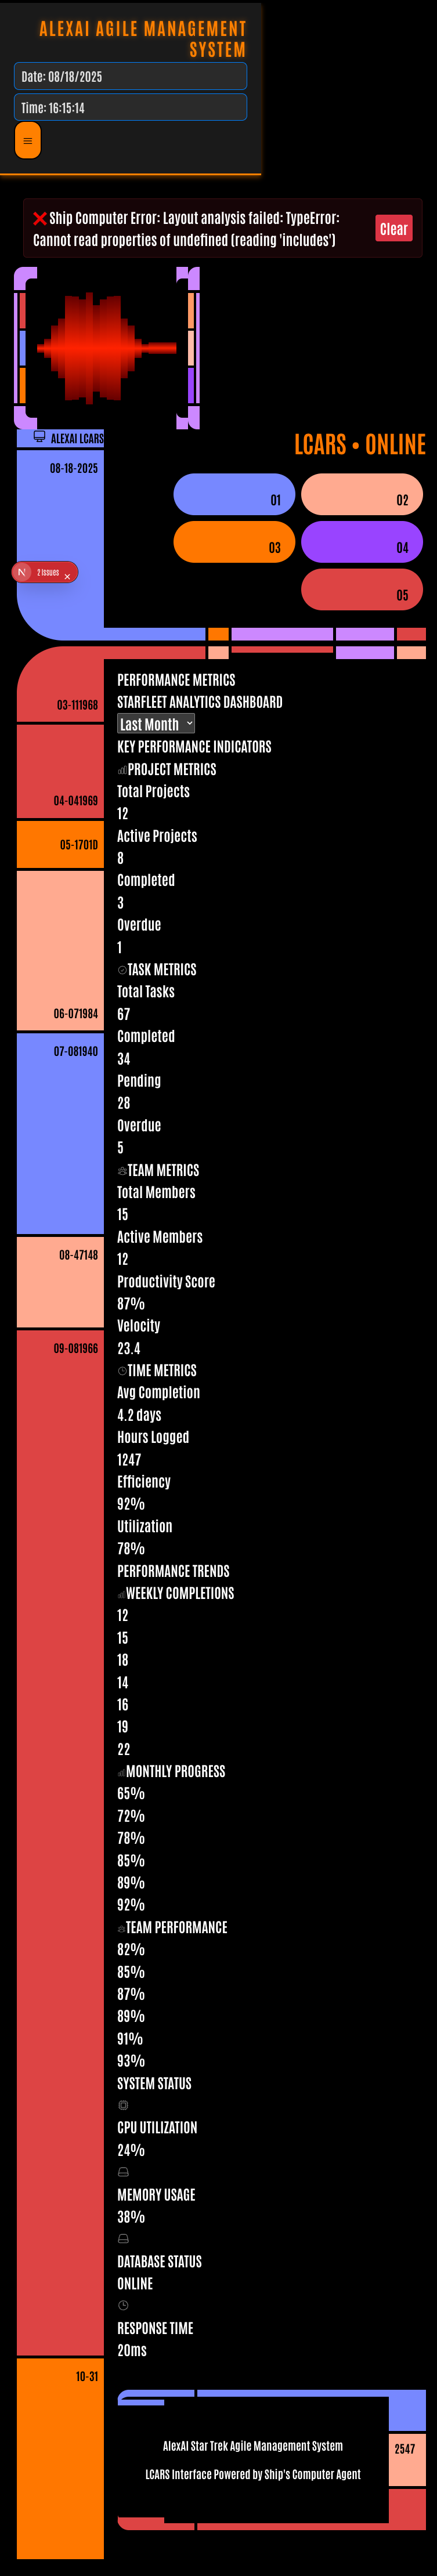 ALEXAI AGILE MANAGEMENT
SYSTEM
Date: 08/18/2025
Time: 16:15:14
❌ Ship Computer Error: Layout analysis failed: TypeError:
Cannot read properties of undefined (reading 'includes')
Clear
ALEXAI LCARS
LCARS • ONLINE
08-18-2025
01
02
03
04
05
N
2 Issues
×
03-111968
04-041969
05-1701D
06-071984
07-081940
08-47148
09-081966
10-31
PERFORMANCE METRICS
STARFLEET ANALYTICS DASHBOARD
Last Month
KEY PERFORMANCE INDICATORS
PROJECT METRICS
Total Projects
12
Active Projects
8
Completed
3
Overdue
1
TASK METRICS
Total Tasks
67
Completed
34
Pending
28
Overdue
5
TEAM METRICS
Total Members
15
Active Members
12
Productivity Score
87%
Velocity
23.4
TIME METRICS
Avg Completion
4.2 days
Hours Logged
1247
Efficiency
92%
Utilization
78%
PERFORMANCE TRENDS
WEEKLY COMPLETIONS
12
15
18
14
16
19
22
MONTHLY PROGRESS
65%
72%
78%
85%
89%
92%
TEAM PERFORMANCE
82%
85%
87%
89%
91%
93%
SYSTEM STATUS
CPU UTILIZATION
24%
MEMORY USAGE
38%
DATABASE STATUS
ONLINE
RESPONSE TIME
20ms
AlexAI Star Trek Agile Management System
LCARS Interface Powered by Ship's Computer Agent
2547